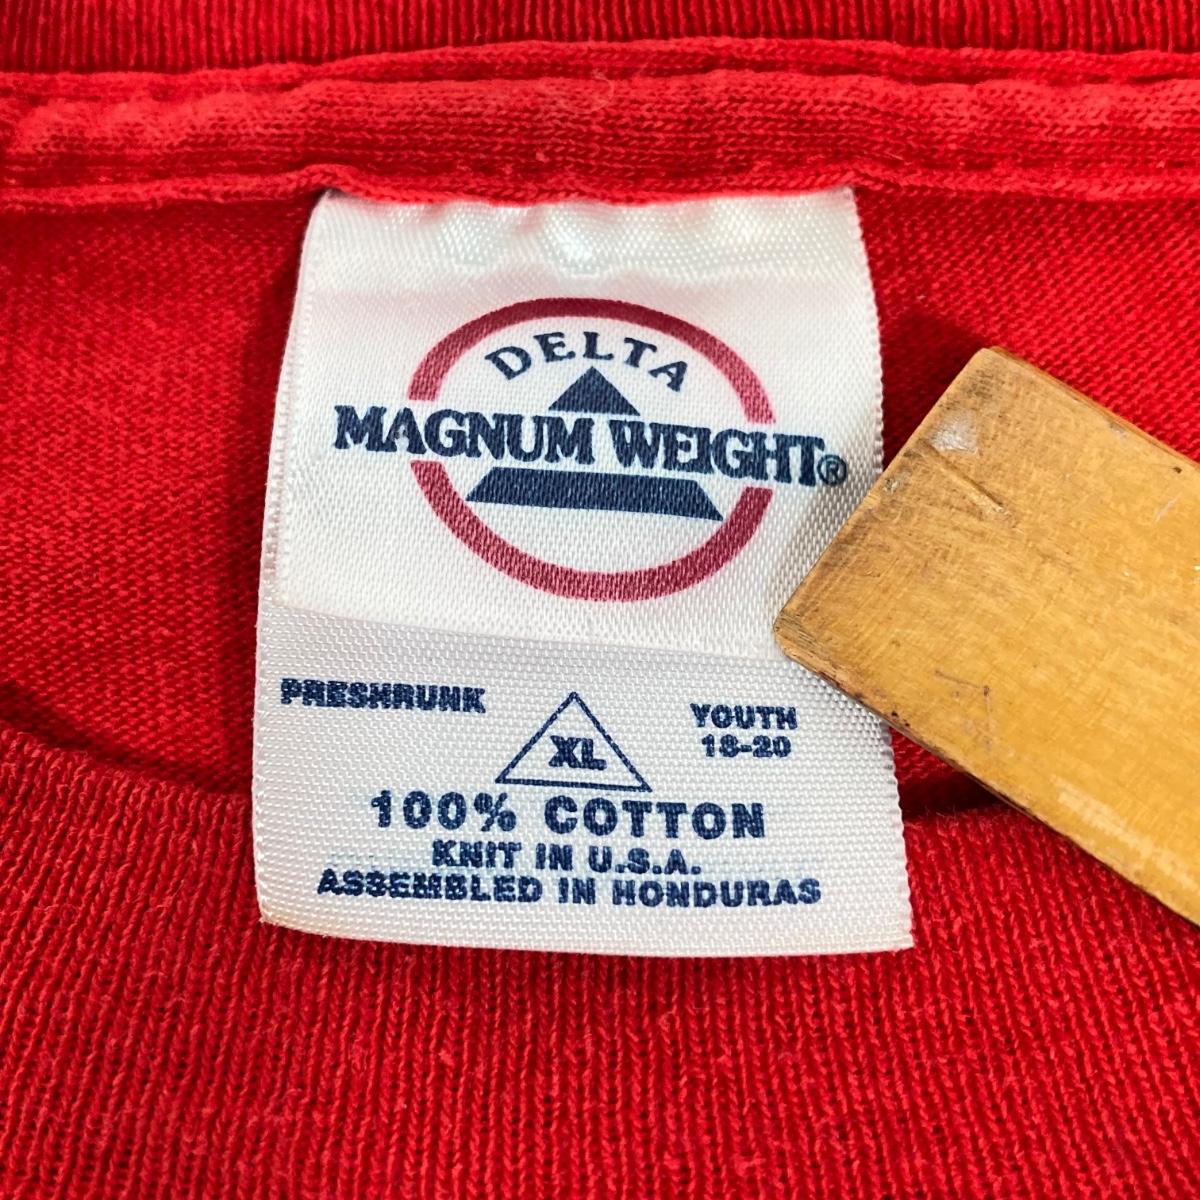 DELTA
MAGNUM WEIGHT®
PRESHRUNK
XL
YOUTH
18-20
100% COTTON
KNIT IN U.S.A.
ASSEMBLED IN HONDURAS